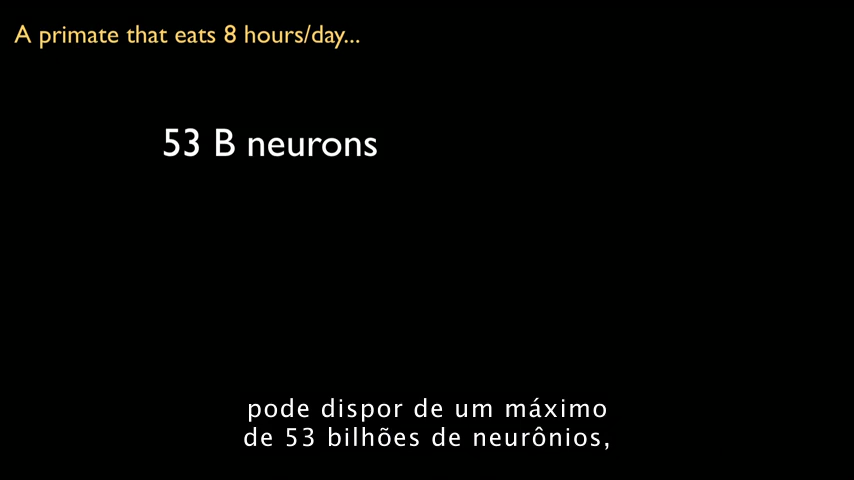 A primate that eats 8 hours/day...
53 B neurons
pode dispor de um máximo
de 53 bilhões de neurônios,